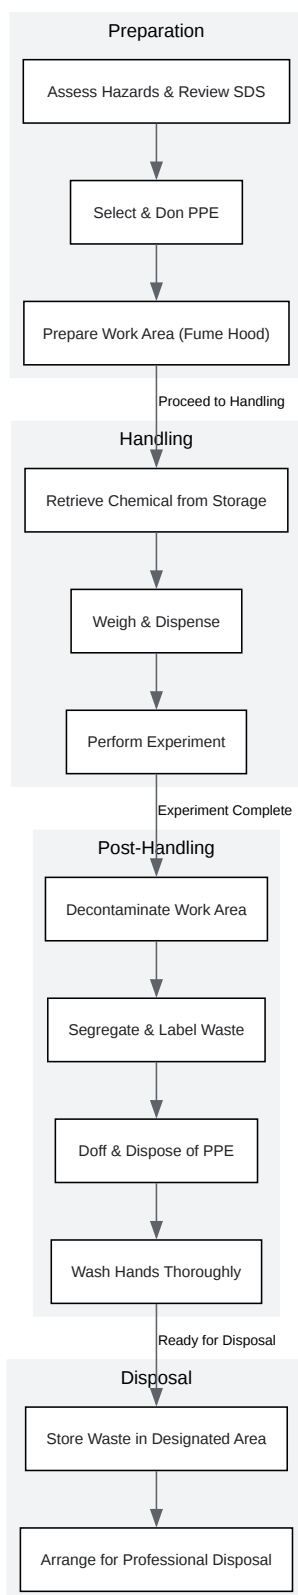 Preparation
Assess Hazards & Review SDS
Select & Don PPE
Prepare Work Area (Fume Hood)
Proceed to Handling
Handling
Retrieve Chemical from Storage
Weigh & Dispense
Perform Experiment
Experiment Complete
Post-Handling
Decontaminate Work Area
Segregate & Label Waste
Doff & Dispose of PPE
Wash Hands Thoroughly
Ready for Disposal
Disposal
Store Waste in Designated Area
Arrange for Professional Disposal